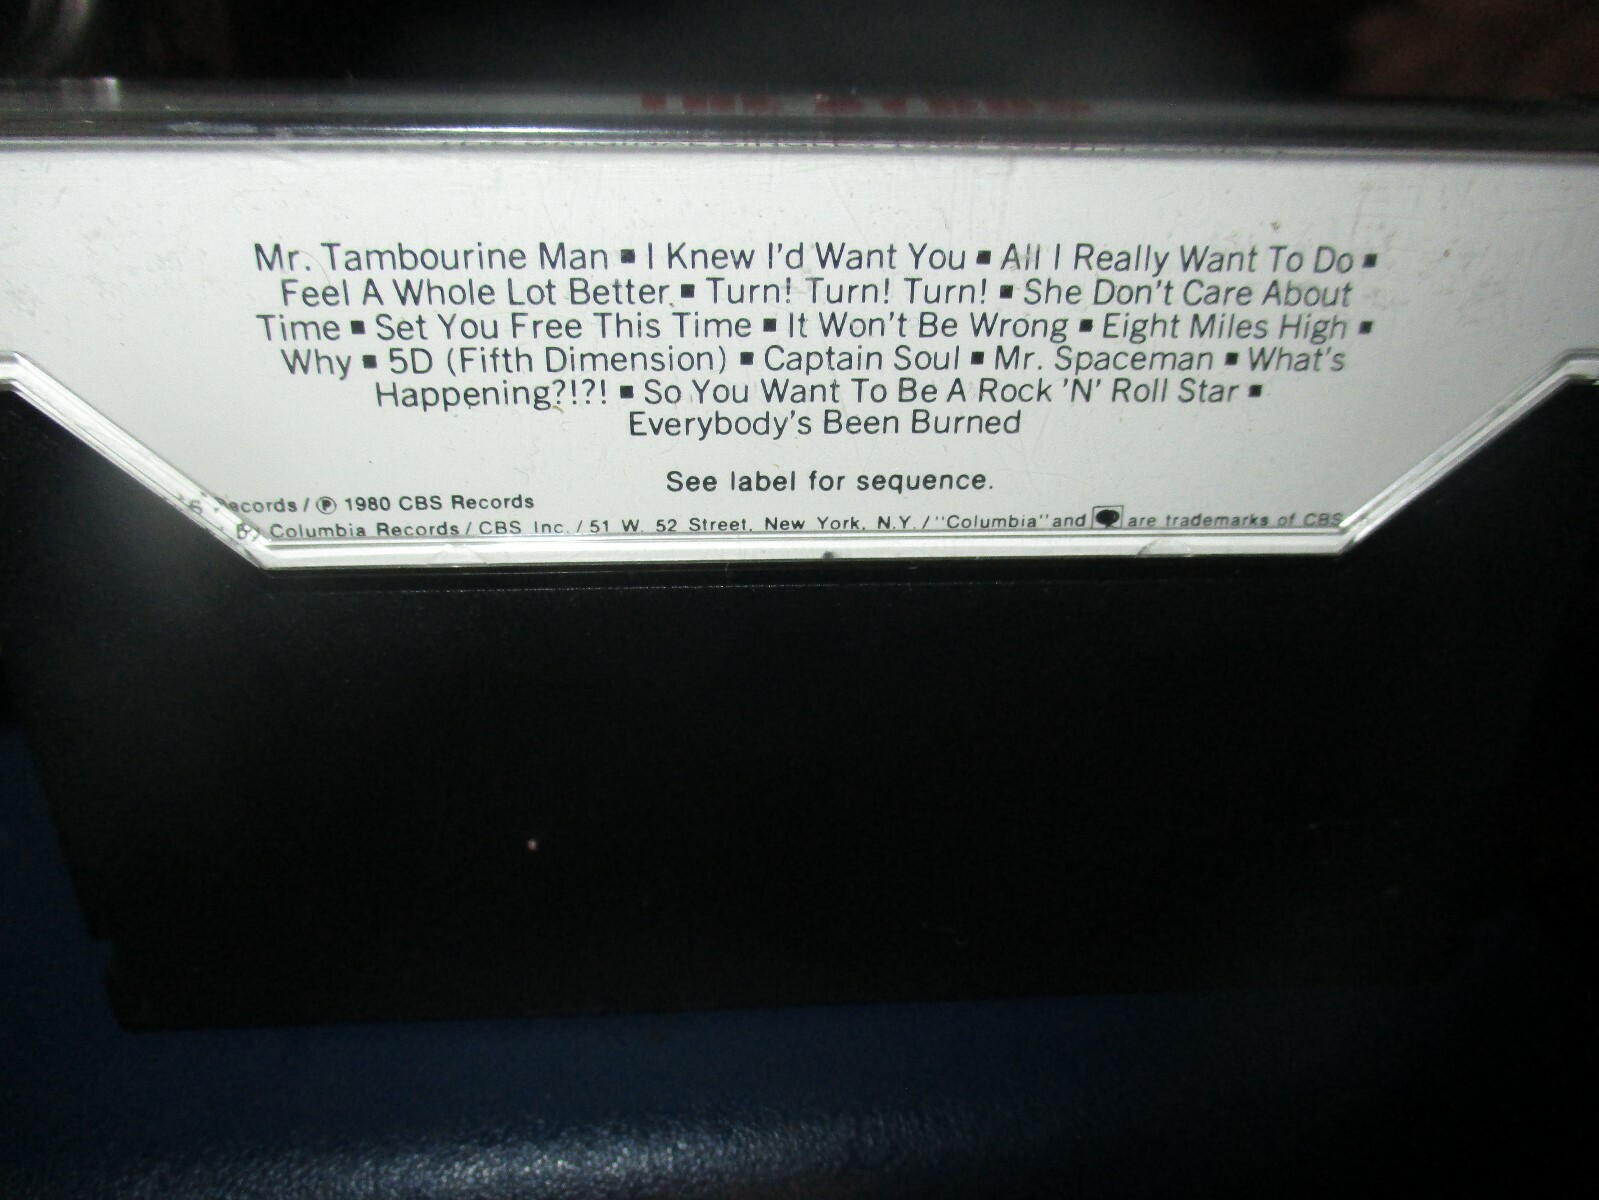 THE BYRDS
Mr. Tambourine Man ▪ I Knew I'd Want You ▪ All I Really Want To Do ▪
Feel A Whole Lot Better ▪ Turn! Turn! Turn! ▪ She Don't Care About
Time ▪ Set You Free This Time ▪ It Won't Be Wrong ▪ Eight Miles High ▪
Why ▪ 5D (Fifth Dimension) ▪ Captain Soul ▪ Mr. Spaceman ▪ What's
Happening?!?! ▪ So You Want To Be A Rock 'N' Roll Star ▪
Everybody's Been Burned
See label for sequence.
Records / ℗ 1980 CBS Records
By Columbia Records / CBS Inc. / 51 W. 52 Street, New York, N.Y. / "Columbia" and are trademarks of CBS